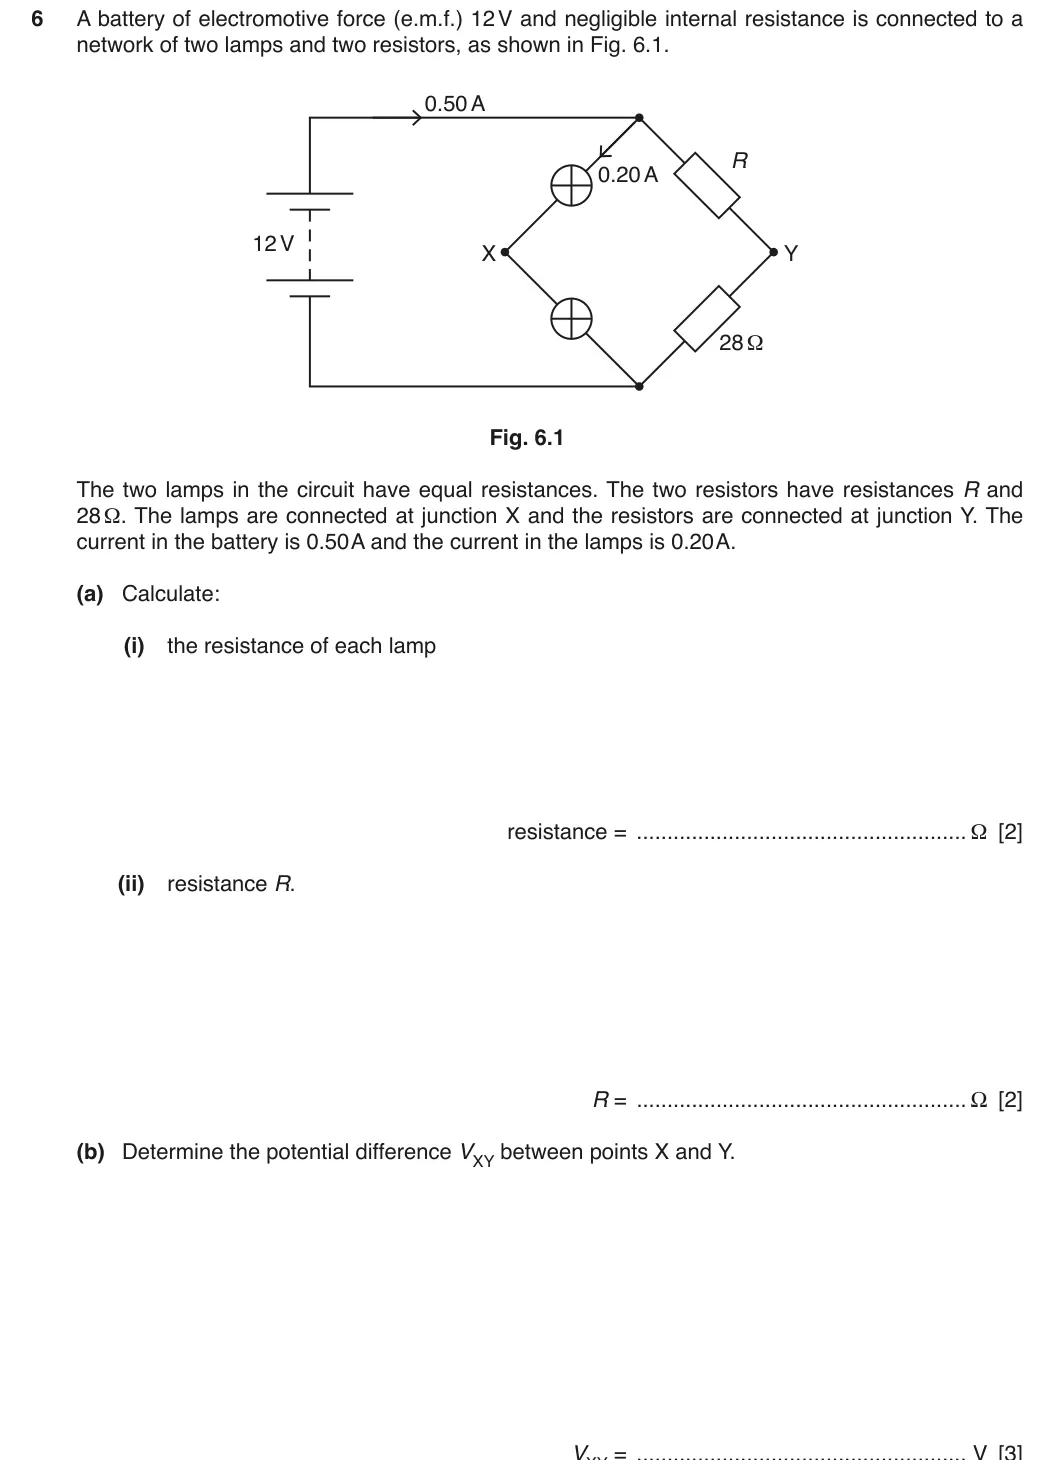 6 A battery of electromotive force (e.m.f.) 12 V and negligible internal resistance is connected to a
network of two lamps and two resistors, as shown in Fig. 6.1.
0.50 A
R
0.20 A
12 V
X
Y
28 Ω
Fig. 6.1
The two lamps in the circuit have equal resistances. The two resistors have resistances R and
28 Ω. The lamps are connected at junction X and the resistors are connected at junction Y. The
current in the battery is 0.50 A and the current in the lamps is 0.20 A.
(a) Calculate:
(i) the resistance of each lamp
resistance = ...................................................... Ω [2]
(ii) resistance R.
R = ...................................................... Ω [2]
(b) Determine the potential difference V_XY between points X and Y.
V_XY = ...................................................... V [3]